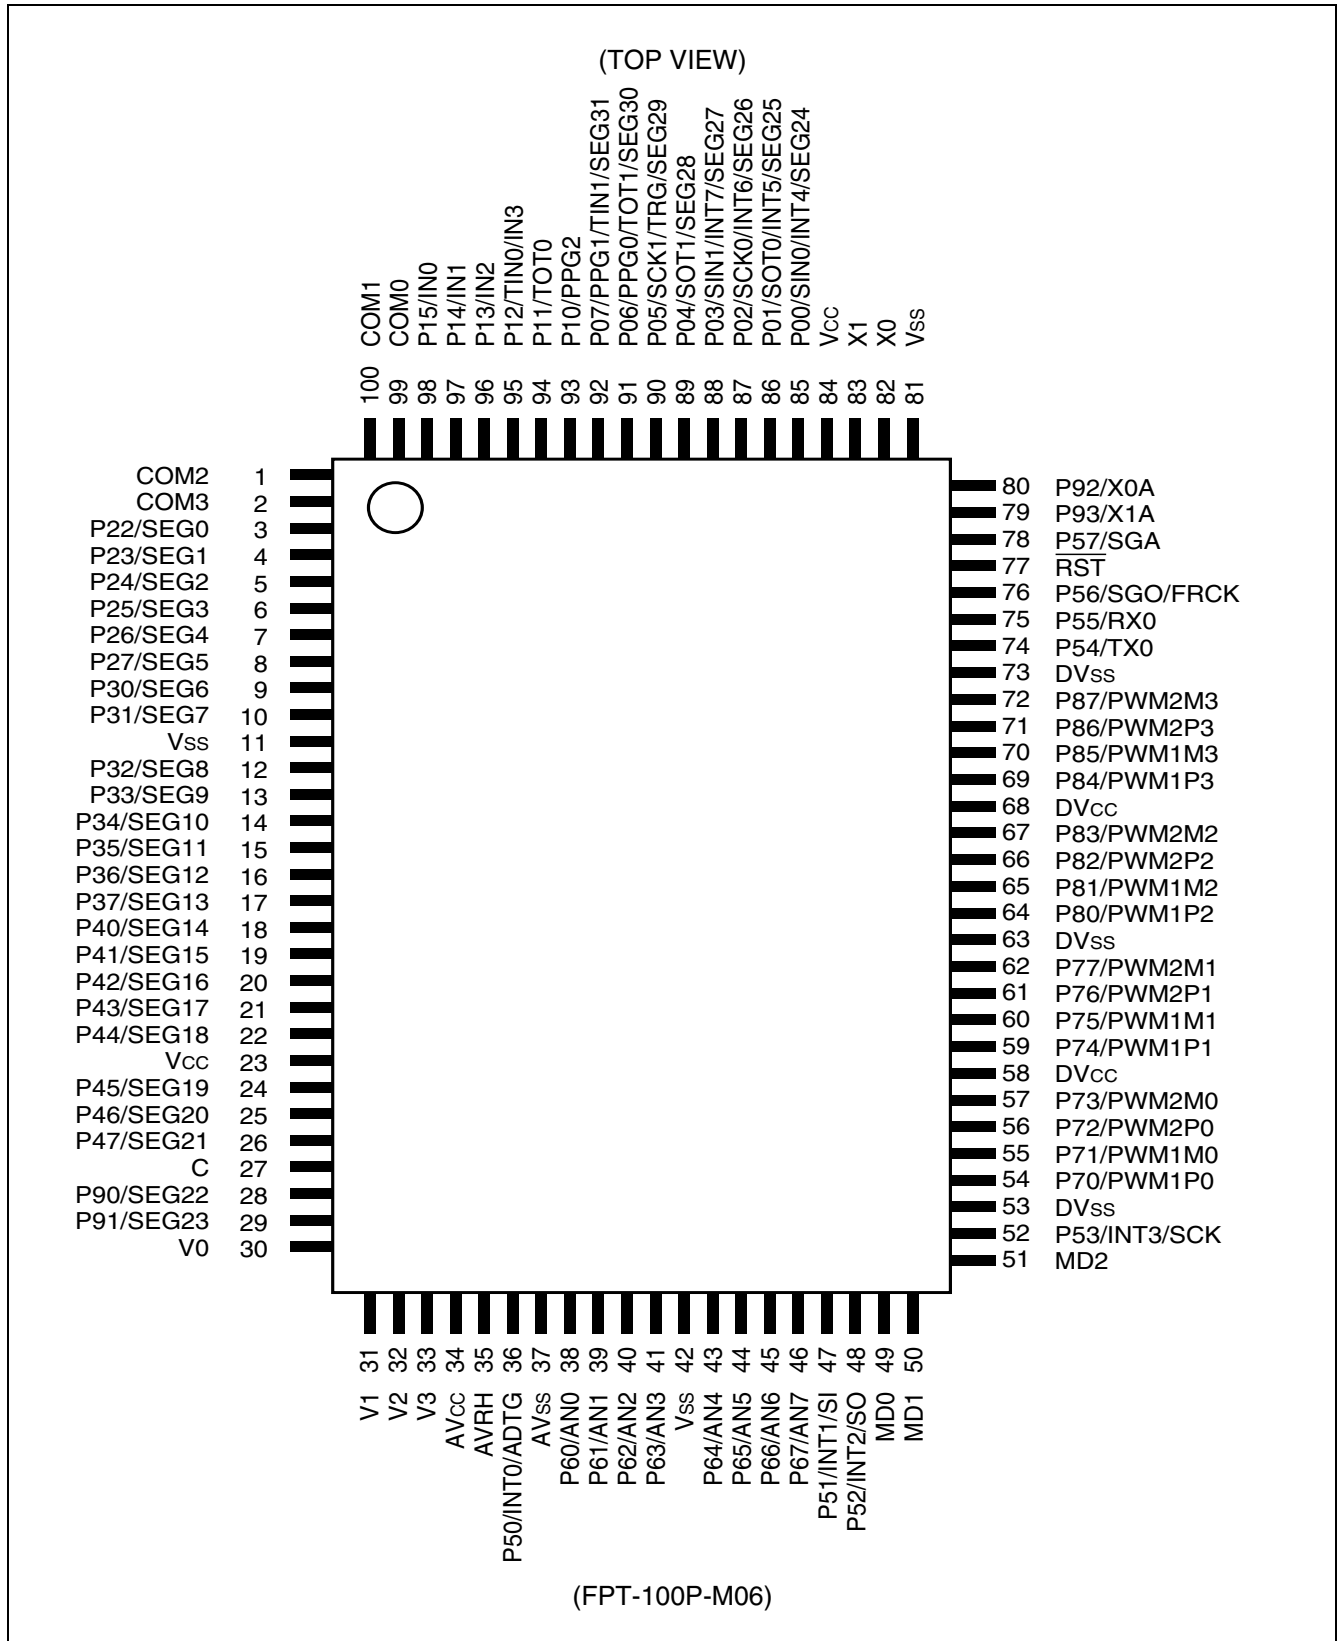 (TOP VIEW)
100 COM1
99 COM0
98 P15/IN0
97 P14/IN1
96 P13/IN2
95 P12/TIN0/IN3
94 P11/TOT0
93 P10/PPG2
92 P07/PPG1/TIN1/SEG31
91 P06/PPG0/TOT1/SEG30
90 P05/SCK1/TRG/SEG29
89 P04/SOT1/SEG28
88 P03/SIN1/INT7/SEG27
87 P02/SCK0/INT6/SEG26
86 P01/SOT0/INT5/SEG25
85 P00/SIN0/INT4/SEG24
84 Vcc
83 X1
82 X0
81 Vss
COM2 1
COM3 2
P22/SEG0 3
P23/SEG1 4
P24/SEG2 5
P25/SEG3 6
P26/SEG4 7
P27/SEG5 8
P30/SEG6 9
P31/SEG7 10
Vss 11
P32/SEG8 12
P33/SEG9 13
P34/SEG10 14
P35/SEG11 15
P36/SEG12 16
P37/SEG13 17
P40/SEG14 18
P41/SEG15 19
P42/SEG16 20
P43/SEG17 21
P44/SEG18 22
Vcc 23
P45/SEG19 24
P46/SEG20 25
P47/SEG21 26
C 27
P90/SEG22 28
P91/SEG23 29
V0 30
80 P92/X0A
79 P93/X1A
78 P57/SGA
77 RST
76 P56/SGO/FRCK
75 P55/RX0
74 P54/TX0
73 DVss
72 P87/PWM2M3
71 P86/PWM2P3
70 P85/PWM1M3
69 P84/PWM1P3
68 DVcc
67 P83/PWM2M2
66 P82/PWM2P2
65 P81/PWM1M2
64 P80/PWM1P2
63 DVss
62 P77/PWM2M1
61 P76/PWM2P1
60 P75/PWM1M1
59 P74/PWM1P1
58 DVcc
57 P73/PWM2M0
56 P72/PWM2P0
55 P71/PWM1M0
54 P70/PWM1P0
53 DVss
52 P53/INT3/SCK
51 MD2
V1 31
V2 32
V3 33
AVcc 34
AVRH 35
P50/INT0/ADTG 36
AVss 37
P60/AN0 38
P61/AN1 39
P62/AN2 40
P63/AN3 41
Vss 42
P64/AN4 43
P65/AN5 44
P66/AN6 45
P67/AN7 46
P51/INT1/SI 47
P52/INT2/SO 48
MD0 49
MD1 50
(FPT-100P-M06)